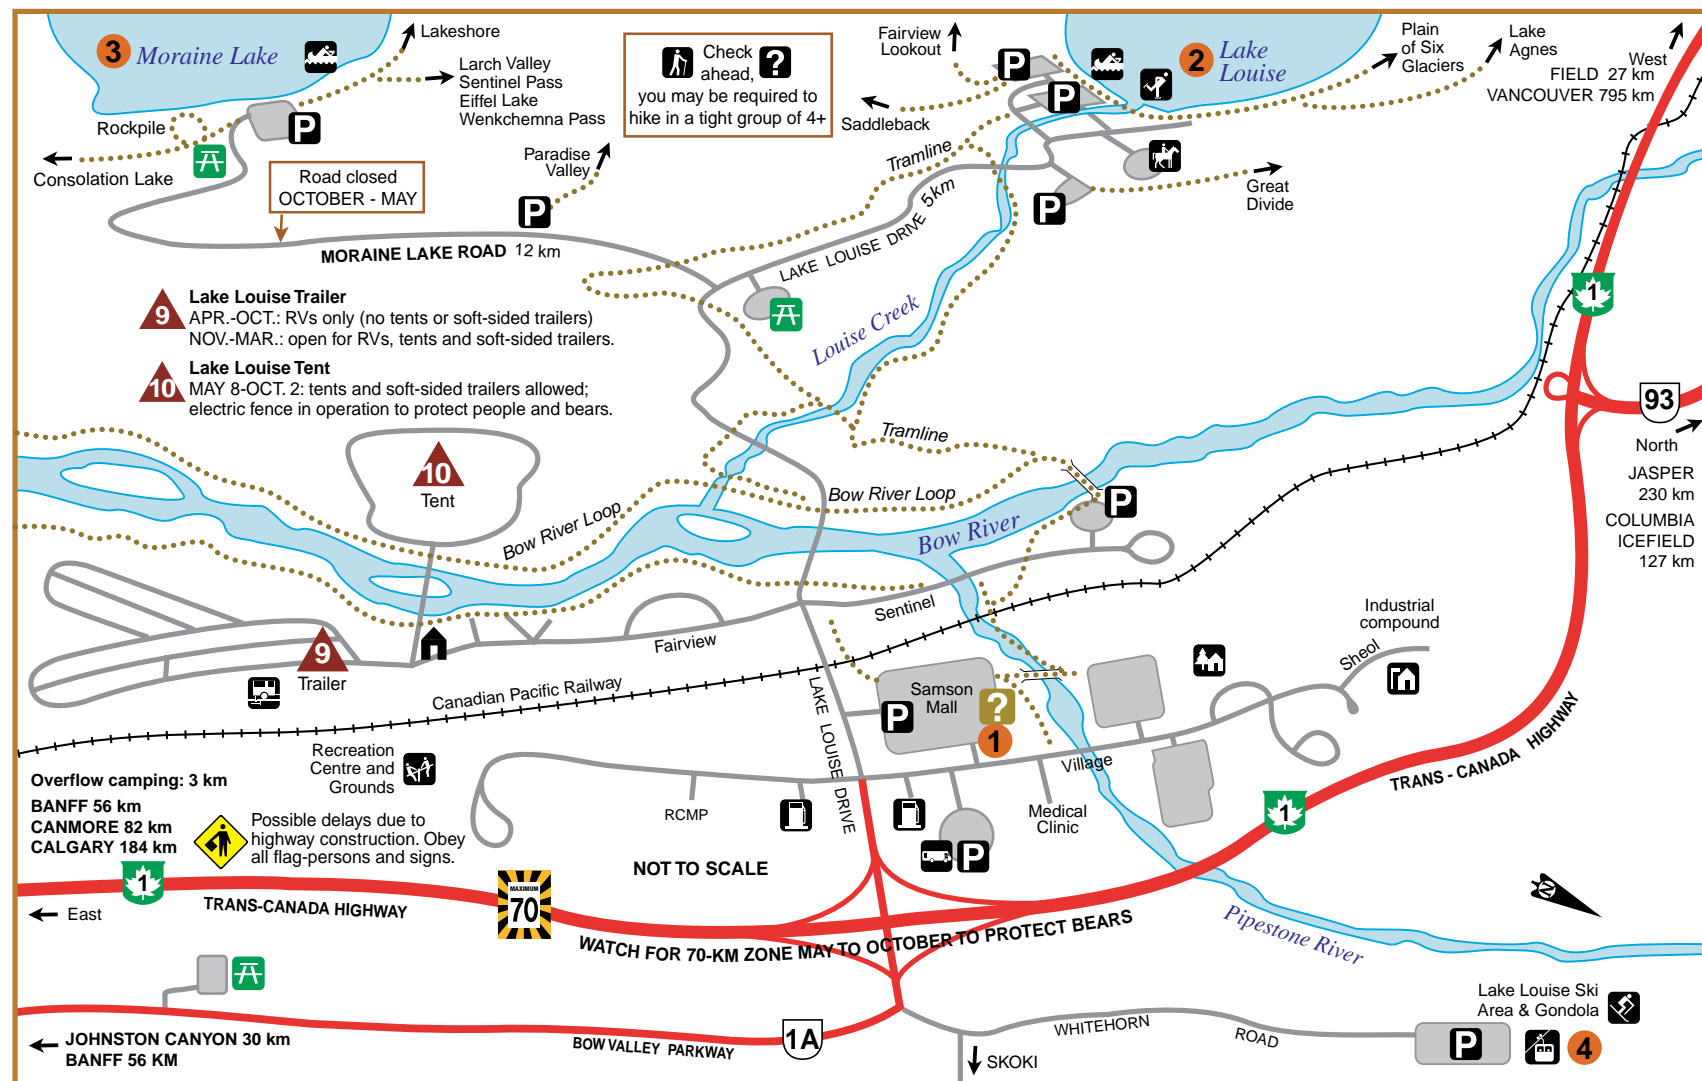 3 Moraine Lake
Lakeshore
Larch Valley
Sentinel Pass
Eiffel Lake
Wenkchemna Pass
Rockpile
P
Consolation Lake
Road closed
OCTOBER - MAY
Paradise
Valley
P
MORAINE LAKE ROAD 12 km
Check
ahead, ?
you may be required to
hike in a tight group of 4+
Fairview
Lookout
P
P
2 Lake
Louise
Plain
of Six
Glaciers
Lake
Agnes
West
FIELD 27 km
VANCOUVER 795 km
Saddleback
Tramline
P
Great
Divide
LAKE LOUISE DRIVE 5km
Louise Creek
9 Lake Louise Trailer
APR.-OCT.: RVs only (no tents or soft-sided trailers)
NOV.-MAR.: open for RVs, tents and soft-sided trailers.
10 Lake Louise Tent
MAY 8-OCT. 2: tents and soft-sided trailers allowed;
electric fence in operation to protect people and bears.
1
93
North
JASPER
230 km
COLUMBIA
ICEFIELD
127 km
10
Tent
Tramline
Bow River Loop
Bow River Loop
P
Bow River
Sentinel
Fairview
9
Trailer
Canadian Pacific Railway
Industrial
compound
Sheol
LAKE LOUISE DRIVE
Samson
Mall
P
?
1
Village
Recreation
Centre and
Grounds
RCMP
Medical
Clinic
P
TRANS - CANADA HIGHWAY
1
Overflow camping: 3 km
BANFF 56 km
CANMORE 82 km
CALGARY 184 km
Possible delays due to
highway construction. Obey
all flag-persons and signs.
NOT TO SCALE
1
East
TRANS-CANADA HIGHWAY
MAXIMUM
70
WATCH FOR 70-KM ZONE MAY TO OCTOBER TO PROTECT BEARS
N
Pipestone River
JOHNSTON CANYON 30 km
BANFF 56 KM
BOW VALLEY PARKWAY
1A
SKOKI
WHITEHORN ROAD
Lake Louise Ski
Area & Gondola
P
4